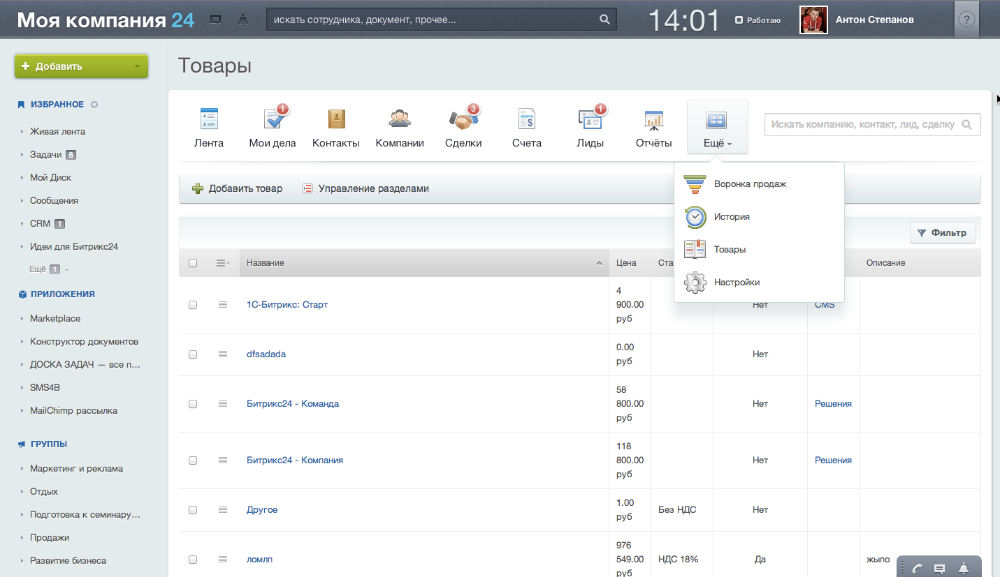 Моя компания 24
искать сотрудника, документ, прочее...
14:01
Работаю
Антон Степанов
?
Добавить
ИЗБРАННОЕ
Живая лента
Задачи 8
Мой Диск
Сообщения
CRM 1
Идеи для Битрикс24
Ещё 1
ПРИЛОЖЕНИЯ
Marketplace
Конструктор документов
ДОСКА ЗАДАЧ — все п...
SMS4B
MailChimp рассылка
ГРУППЫ
Маркетинг и реклама
Отдых
Подготовка к семинару...
Продажи
Развитие бизнеса
Товары
1 3 1
Лента Мои дела Контакты Компании Сделки Счета Лиды Отчёты Ещё
Искать компанию, контакт, лид, сделку
Добавить товар Управление разделами
Воронка продаж
История
Товары
Настройки
Фильтр
Название Цена Описание
1С-Битрикс: Старт
4
900.00
руб
Нет CMS
dfsadada
0.00
руб
Нет
Битрикс24 - Команда
58
800.00
руб
Нет Решения
Битрикс24 - Компания
118
800.00
руб
Нет Решения
Другое
1.00
руб
Без НДС Нет
ломлп
976
549.00
руб
НДС 18% Да жыпо